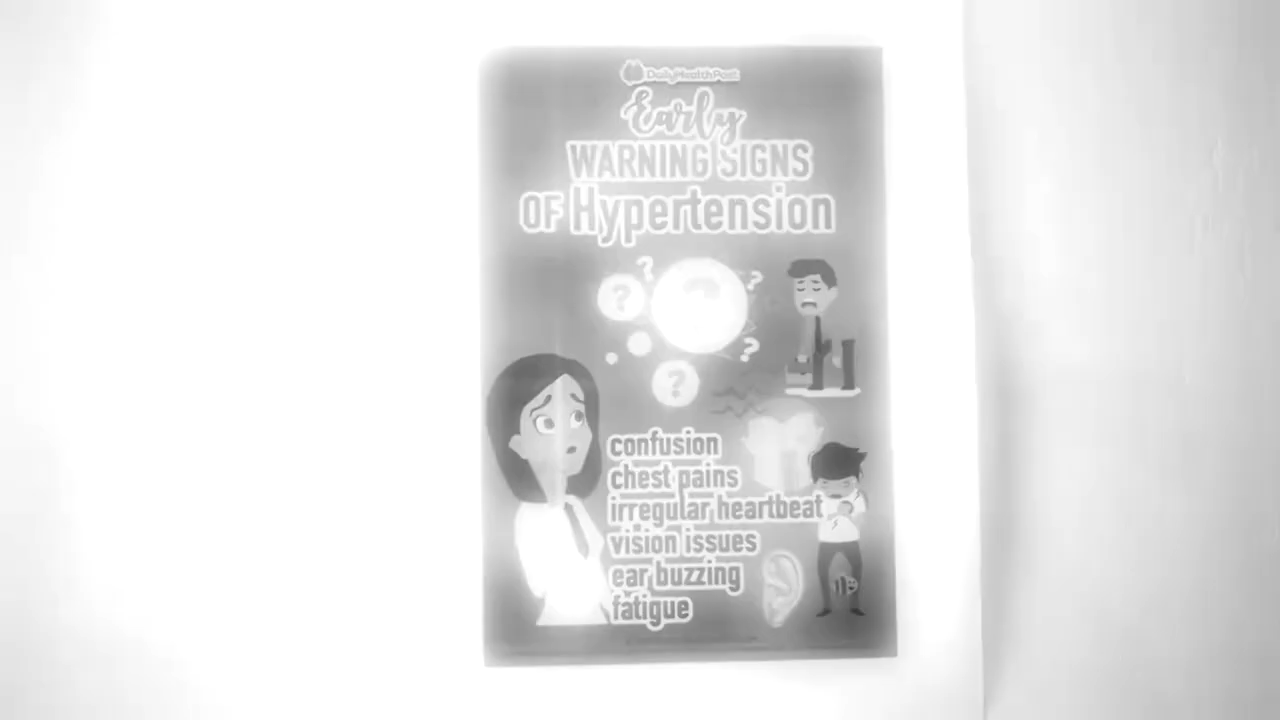 DailyHealthPost
Early
WARNING SIGNS
OF Hypertension
?
?
?
?
?
confusion
chest pains
irregular heartbeat
vision issues
ear buzzing
fatigue